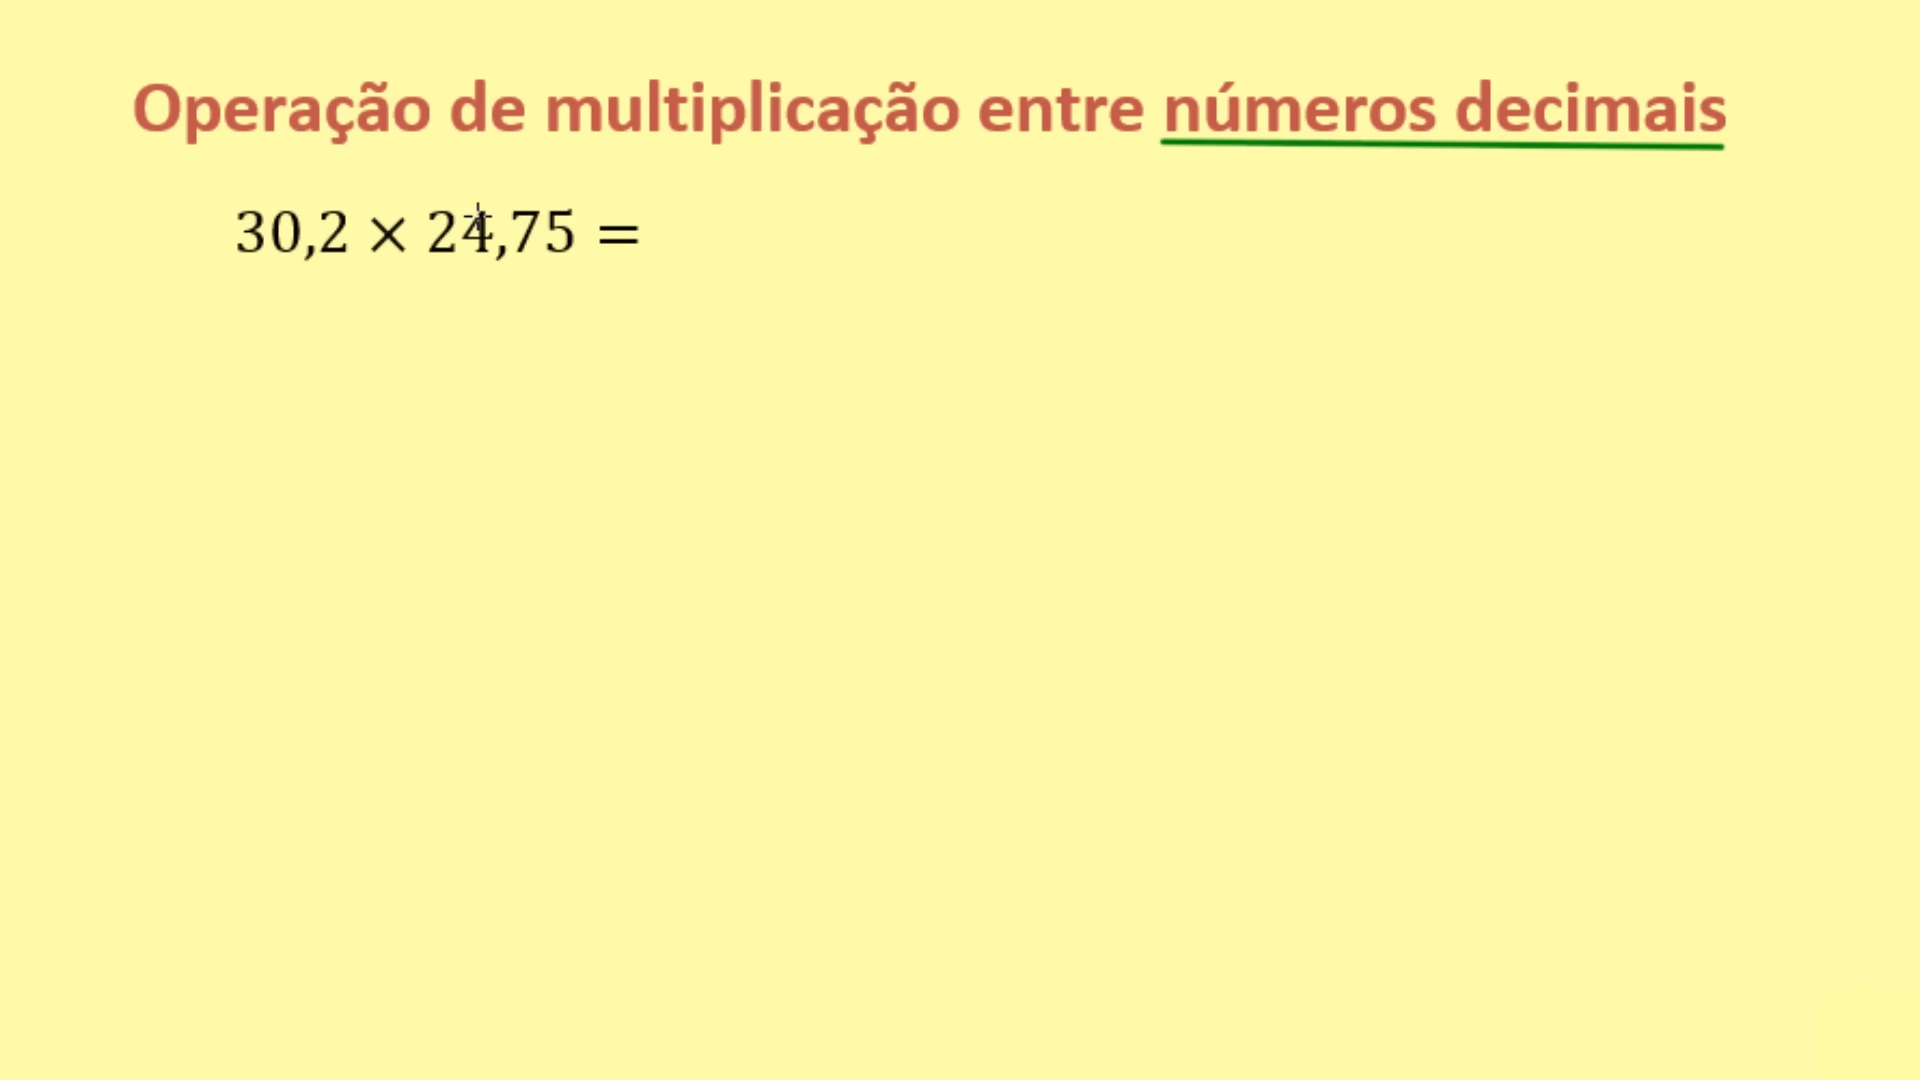 Operação de multiplicação entre números decimais
30,2 × 24,75 =